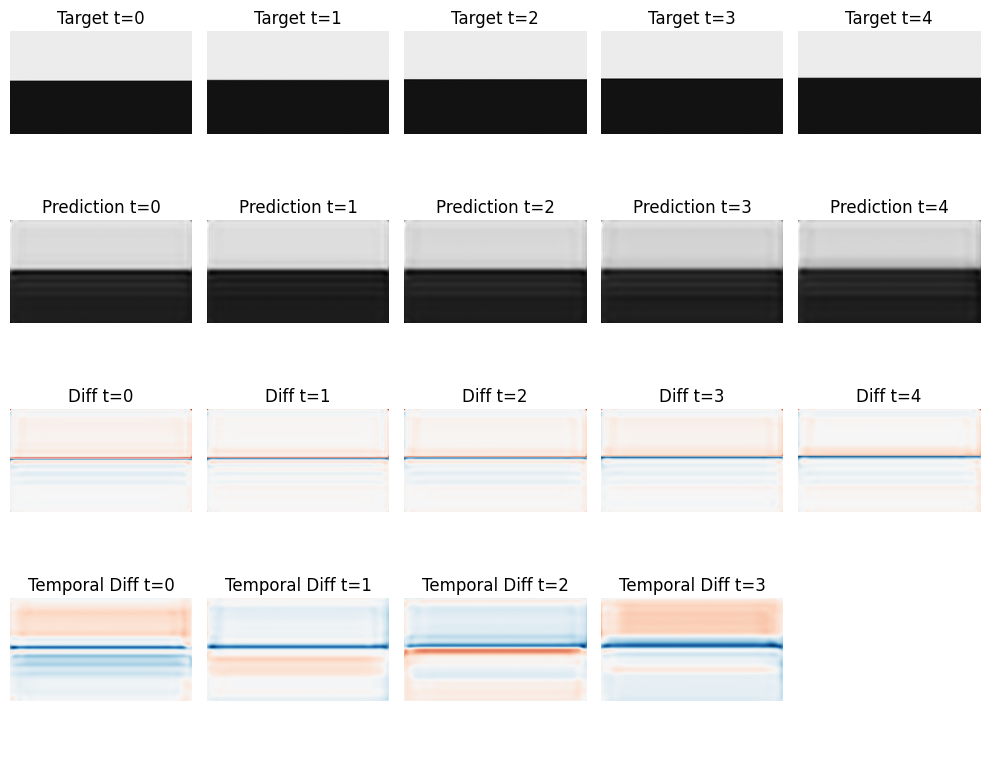 Target t=0 Target t=1 Target t=2 Target t=3 Target t=4
Prediction t=0 Prediction t=1 Prediction t=2 Prediction t=3 Prediction t=4
Diff t=0 Diff t=1 Diff t=2 Diff t=3 Diff t=4
Temporal Diff t=0 Temporal Diff t=1 Temporal Diff t=2 Temporal Diff t=3